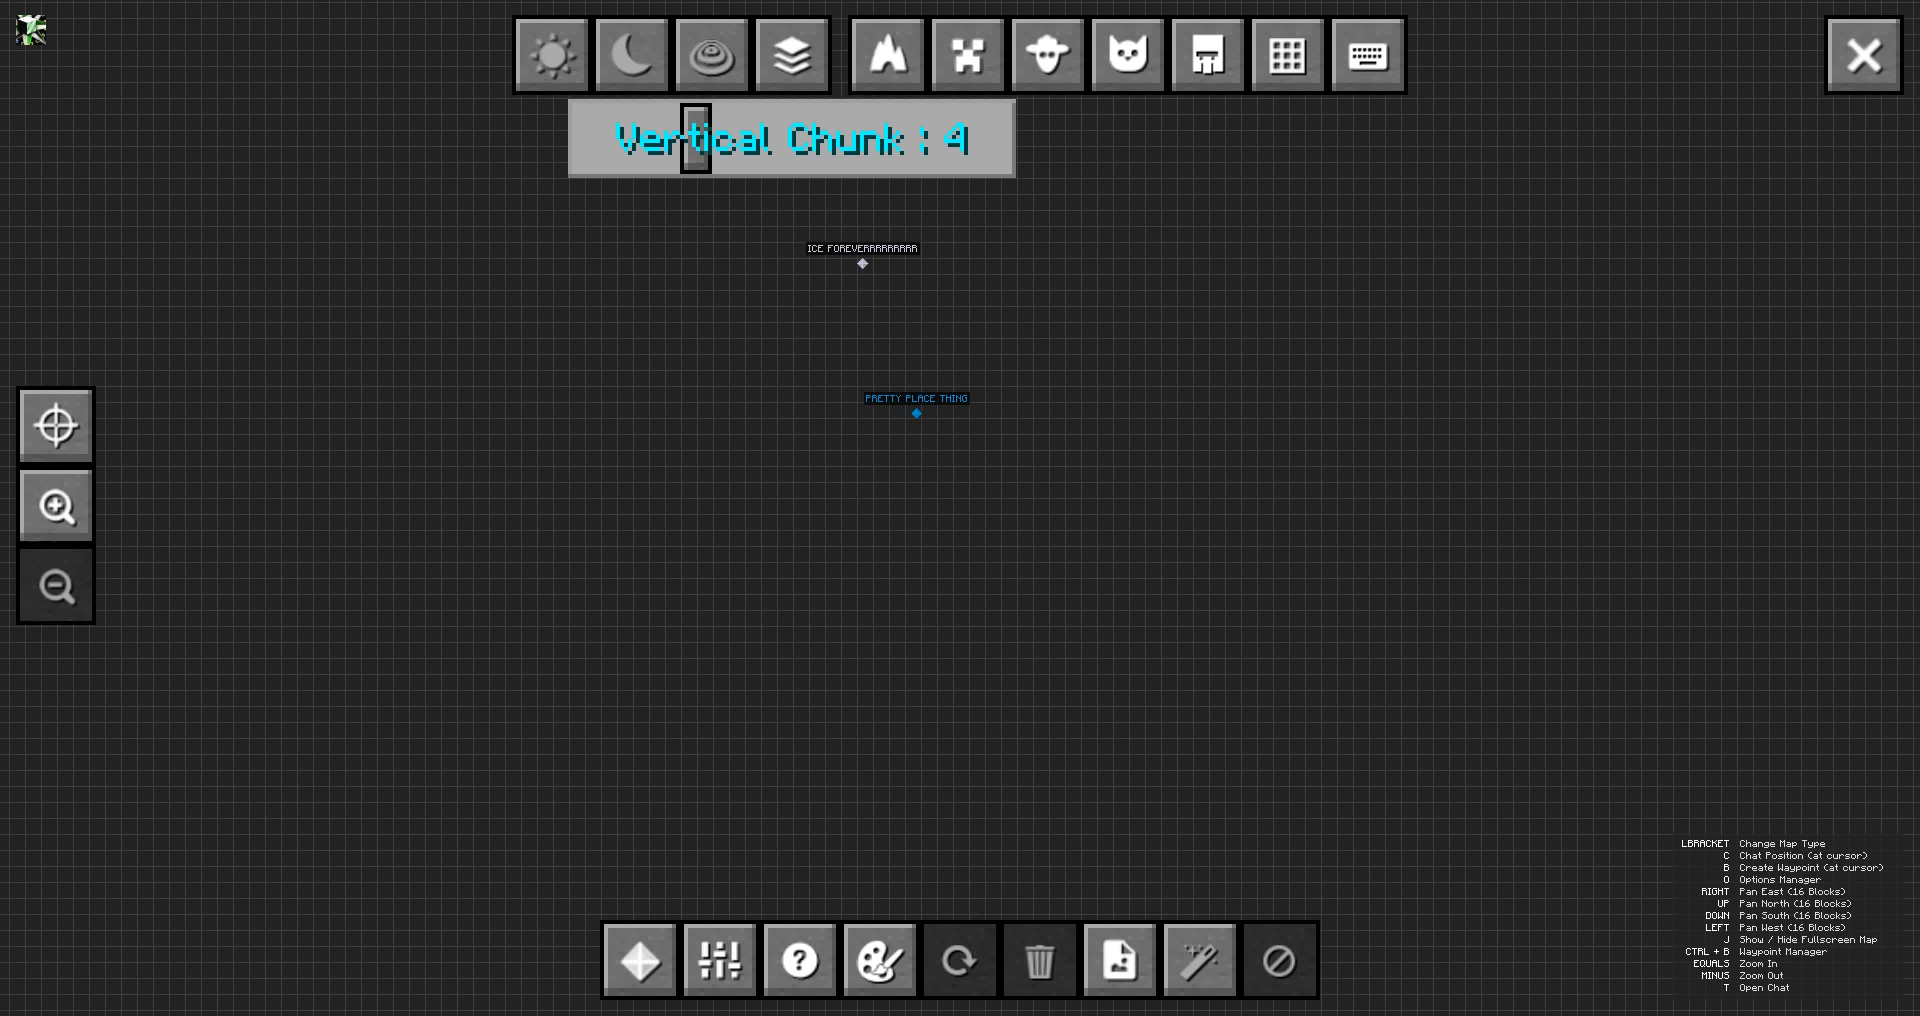 Vertical Chunk : 4
ICE FOREVERRRRRRRRR
PRETTY PLACE THING
LBRACKET Change Map Type
C Chat Position (at cursor)
B Create Waypoint (at cursor)
O Options Manager
RIGHT Pan East (16 Blocks)
UP Pan North (16 Blocks)
DOWN Pan South (16 Blocks)
LEFT Pan West (16 Blocks)
J Show / Hide Fullscreen Map
CTRL + B Waypoint Manager
EQUALS Zoom In
MINUS Zoom Out
T Open Chat